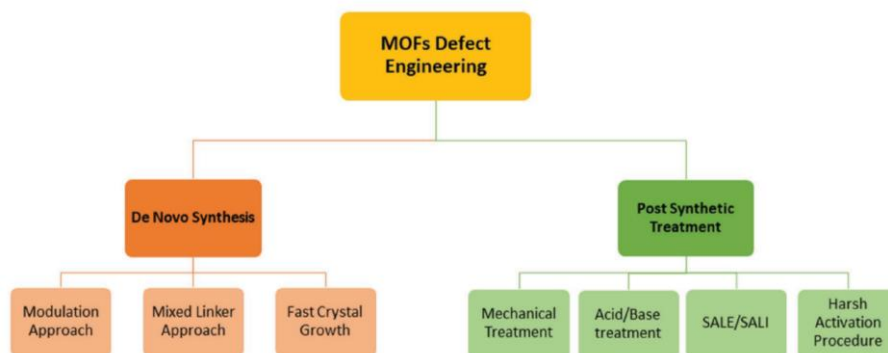 MOFs Defect
Engineering
De Novo Synthesis
Post Synthetic
Treatment
Modulation
Approach
Mixed Linker
Approach
Fast Crystal
Growth
Mechanical
Treatment
Acid/Base
treatment
SALE/SALI
Harsh
Activation
Procedure